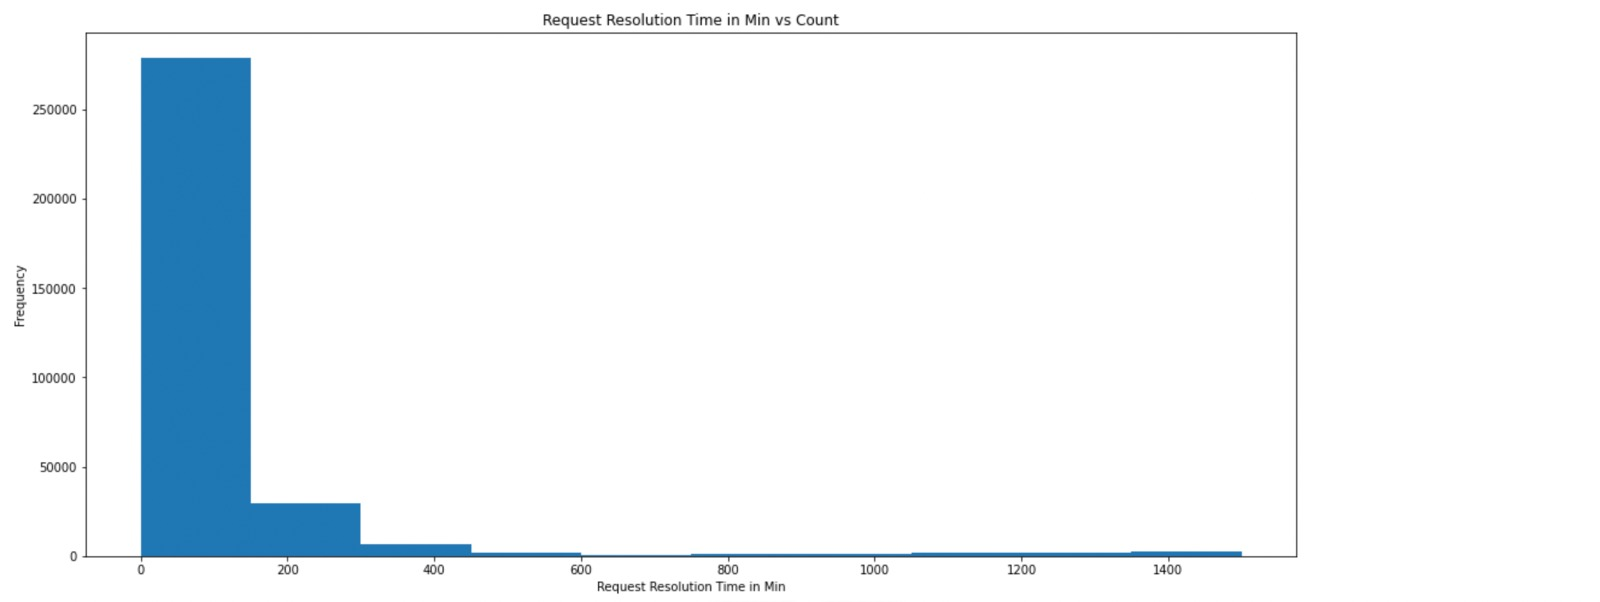 Request Resolution Time in Min vs Count
250000
200000
150000
100000
50000
0
Frequency
0 200 400 600 800 1000 1200 1400
Request Resolution Time in Min